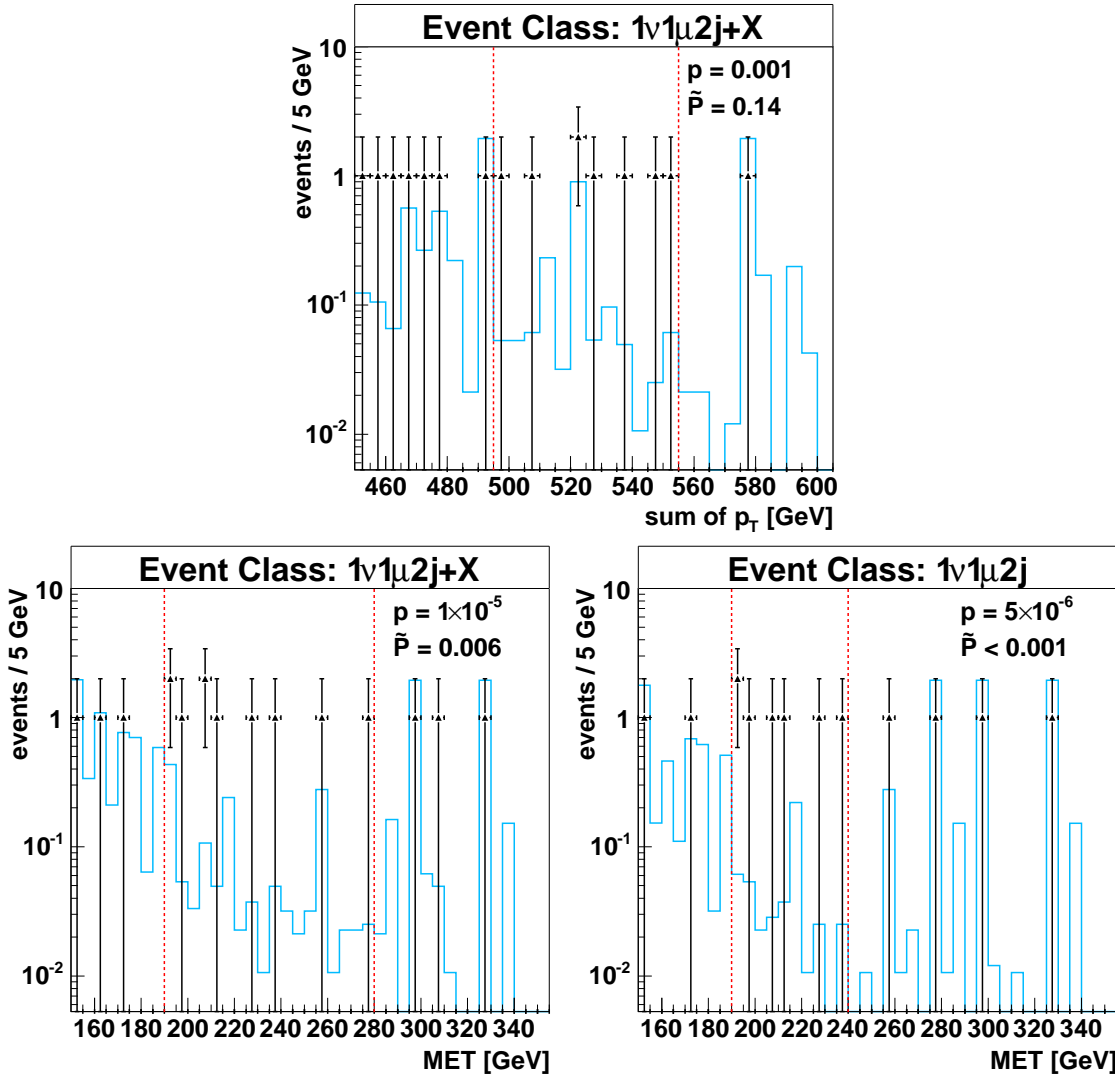 Event Class: 1ν1μ2j+X
events / 5 GeV
10
1
10⁻¹
10⁻²
p = 0.001
P̃ = 0.14
460 480 500 520 540 560 580 600
sum of p_T [GeV]
Event Class: 1ν1μ2j+X
events / 5 GeV
10
1
10⁻¹
10⁻²
p = 1×10⁻⁵
P̃ = 0.006
160 180 200 220 240 260 280 300 320 340
MET [GeV]
Event Class: 1ν1μ2j
events / 5 GeV
10
1
10⁻¹
10⁻²
p = 5×10⁻⁶
P̃ < 0.001
160 180 200 220 240 260 280 300 320 340
MET [GeV]